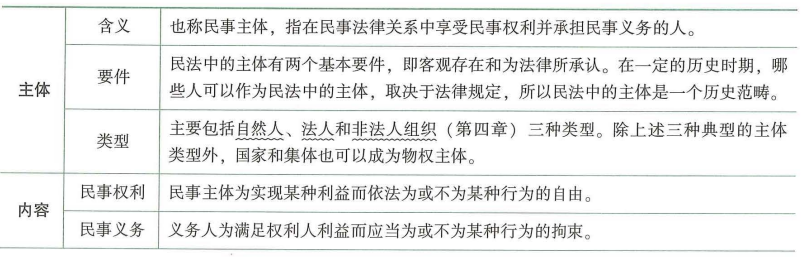 主体
含义
也称民事主体，指在民事法律关系中享受民事权利并承担民事义务的人。
要件
民法中的主体有两个基本要件，即客观存在和为法律所承认。在一定的历史时期，哪
些人可以作为民法中的主体，取决于法律规定，所以民法中的主体是一个历史范畴。
类型
主要包括自然人、法人和非法人组织（第四章）三种类型。除上述三种典型的主体
类型外，国家和集体也可以成为物权主体。
内容
民事权利
民事主体为实现某种利益而依法为或不为某种行为的自由。
民事义务
义务人为满足权利人利益而应当为或不为某种行为的拘束。